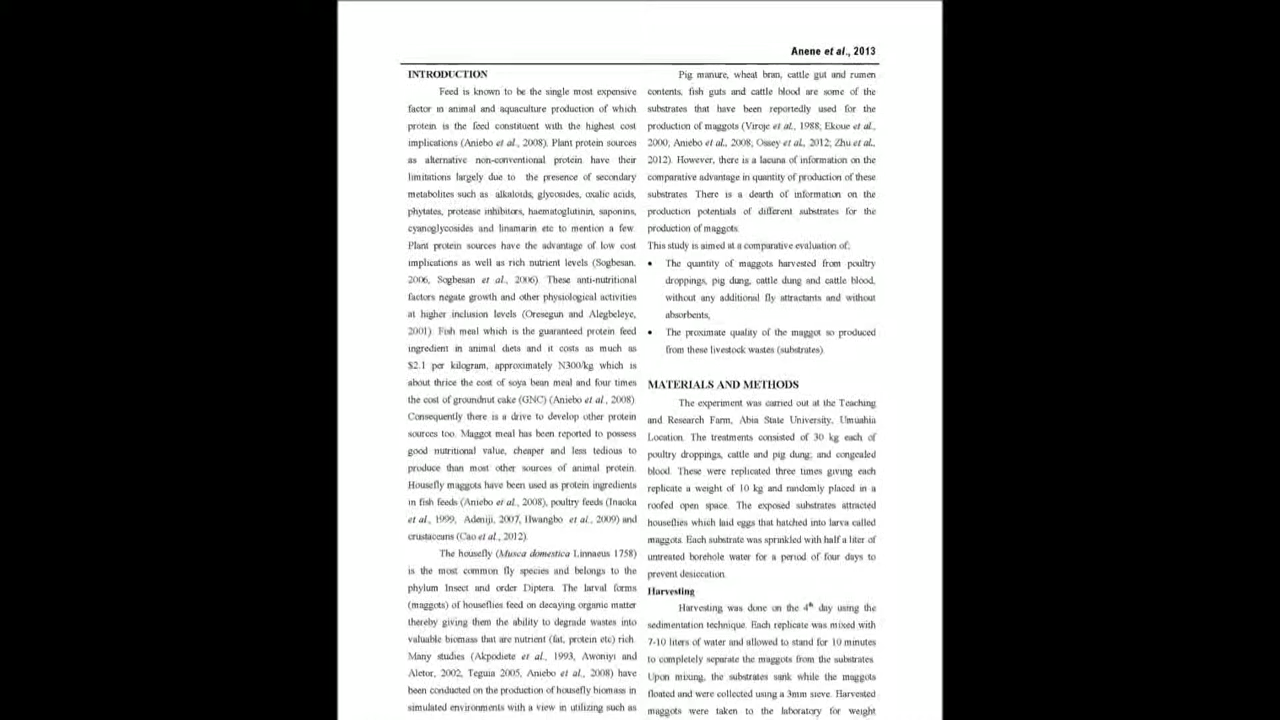 Anene et al., 2013
INTRODUCTION
Feed is known to be the single most expensive
factor in animal and aquaculture production of which
protein is the feed constituent with the highest cost
implications (Aniebo et al., 2008). Plant protein sources
as alternative non-conventional protein have their
limitations largely due to the presence of secondary
metabolites such as alkaloids, glycosides, oxalic acids,
phytates, protease inhibitors, haematoglutinin, saponins,
cyanoglycosides and linamarin etc to mention a few.
Plant protein sources have the advantage of low cost
implications as well as rich nutrient levels (Sogbesan,
2006, Sogbesan et al., 2006). These anti-nutritional
factors negate growth and other physiological activities
at higher inclusion levels (Oresegun and Alegbeleye,
2001). Fish meal which is the guaranteed protein feed
ingredient in animal diets and it costs as much as
$2.1 per kilogram, approximately N300/kg which is
about thrice the cost of soya bean meal and four times
the cost of groundnut cake (GNC) (Aniebo et al., 2008).
Consequently there is a drive to develop other protein
sources too. Maggot meal has been reported to possess
good nutritional value, cheaper and less tedious to
produce than most other sources of animal protein.
Housefly maggots have been used as protein ingredients
in fish feeds (Aniebo et al., 2008), poultry feeds (Inaoka
et al., 1999, Adeniji, 2007, Hwangbo et al., 2009) and
crustaceans (Cao et al., 2012).
The housefly (Musca domestica Linnaeus 1758)
is the most common fly species and belongs to the
phylum Insect and order Diptera. The larval forms
(maggots) of houseflies feed on decaying organic matter
thereby giving them the ability to degrade wastes into
valuable biomass that are nutrient (fat, protein etc) rich.
Many studies (Akpodiete et al., 1993, Awoniyi and
Aletor, 2002, Teguia 2005, Aniebo et al., 2008) have
been conducted on the production of housefly biomass in
simulated environments with a view in utilizing such as
Pig manure, wheat bran, cattle gut and rumen
contents, fish guts and cattle blood are some of the
substrates that have been reportedly used for the
production of maggots (Viroje et al., 1988; Ekoue et al.,
2000; Aniebo et al., 2008; Ossey et al., 2012; Zhu et al.,
2012). However, there is a lacuna of information on the
comparative advantage in quantity of production of these
substrates. There is a dearth of information on the
production potentials of different substrates for the
production of maggots.
This study is aimed at a comparative evaluation of;
• The quantity of maggots harvested from poultry
droppings, pig dung, cattle dung and cattle blood,
without any additional fly attractants and without
absorbents,
• The proximate quality of the maggot so produced
from these livestock wastes (substrates).
MATERIALS AND METHODS
The experiment was carried out at the Teaching
and Research Farm, Abia State University, Umuahia
Location. The treatments consisted of 30 kg each of
poultry droppings, cattle and pig dung; and congealed
blood. These were replicated three times giving each
replicate a weight of 10 kg and randomly placed in a
roofed open space. The exposed substrates attracted
houseflies which laid eggs that hatched into larva called
maggots. Each substrate was sprinkled with half a liter of
untreated borehole water for a period of four days to
prevent desiccation.
Harvesting
Harvesting was done on the 4th day using the
sedimentation technique. Each replicate was mixed with
7-10 liters of water and allowed to stand for 10 minutes
to completely separate the maggots from the substrates.
Upon mixing, the substrates sank while the maggots
floated and were collected using a 3mm sieve. Harvested
maggots were taken to the laboratory for weight